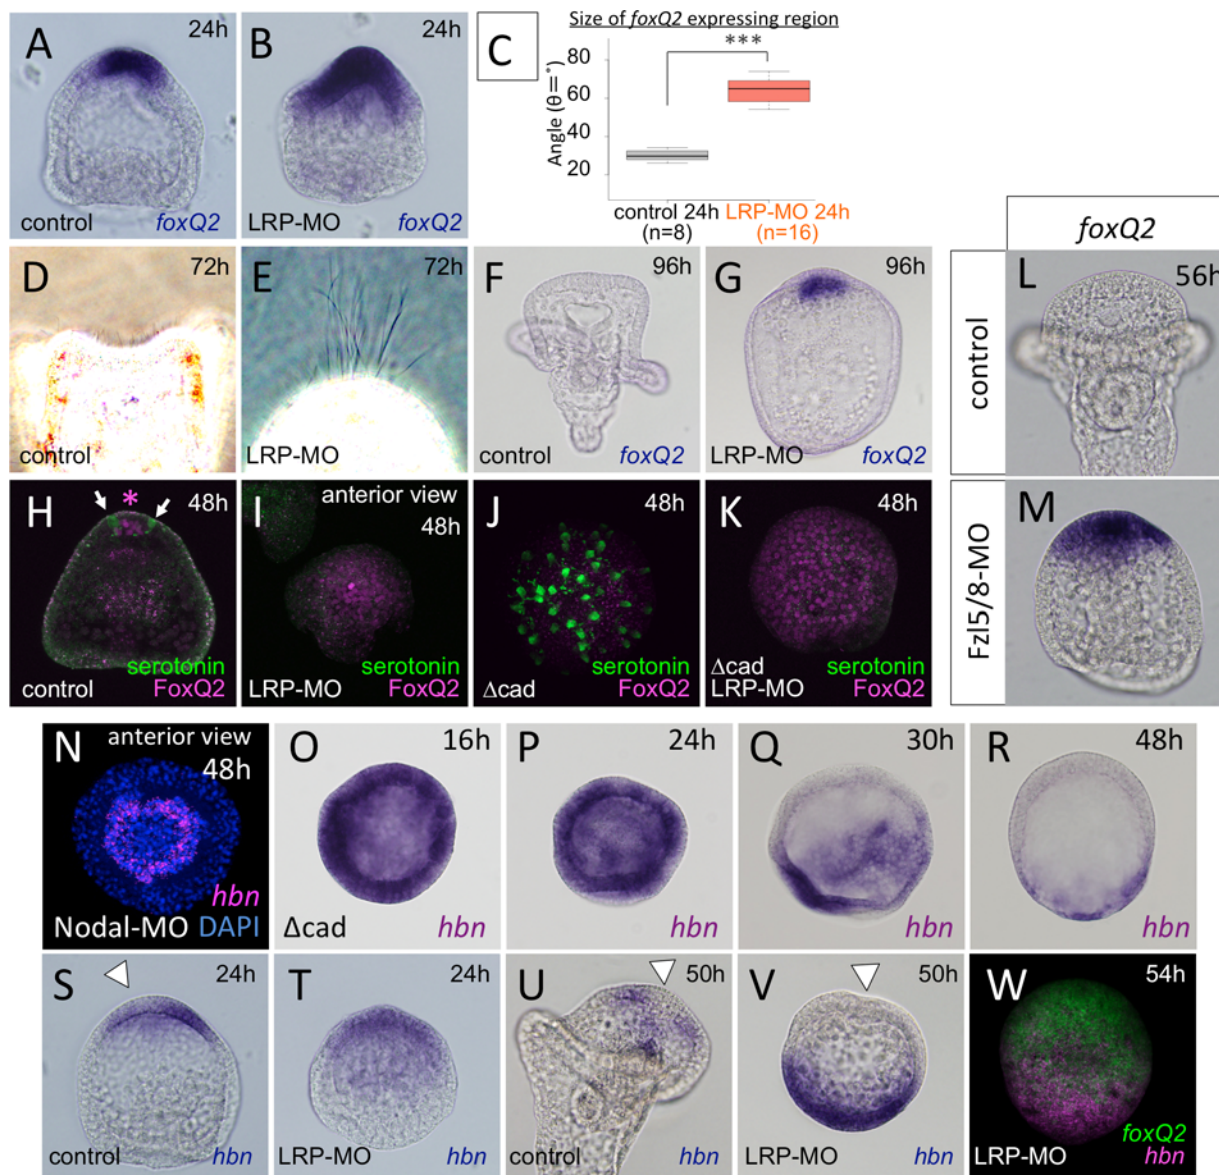 A
24h
control
foxQ2
B
24h
LRP-MO
foxQ2
C
Size of foxQ2 expressing region
***
Angle (θ=°)
80
60
40
20
control 24h
(n=8)
LRP-MO 24h
(n=16)
D
72h
control
E
72h
LRP-MO
F
96h
control
foxQ2
G
96h
LRP-MO
foxQ2
H
*
48h
serotonin
control
FoxQ2
I
anterior view
48h
serotonin
LRP-MO
FoxQ2
J
48h
serotonin
Δcad
FoxQ2
K
48h
Δcad
serotonin
LRP-MO
FoxQ2
foxQ2
control
L
56h
Fzl5/8-MO
M
N
anterior view
48h
hbn
Nodal-MO
DAPI
O
16h
Δcad
hbn
P
24h
hbn
Q
30h
hbn
R
48h
hbn
S
24h
control
hbn
T
24h
LRP-MO
hbn
U
50h
control
hbn
V
50h
LRP-MO
hbn
W
54h
foxQ2
LRP-MO
hbn